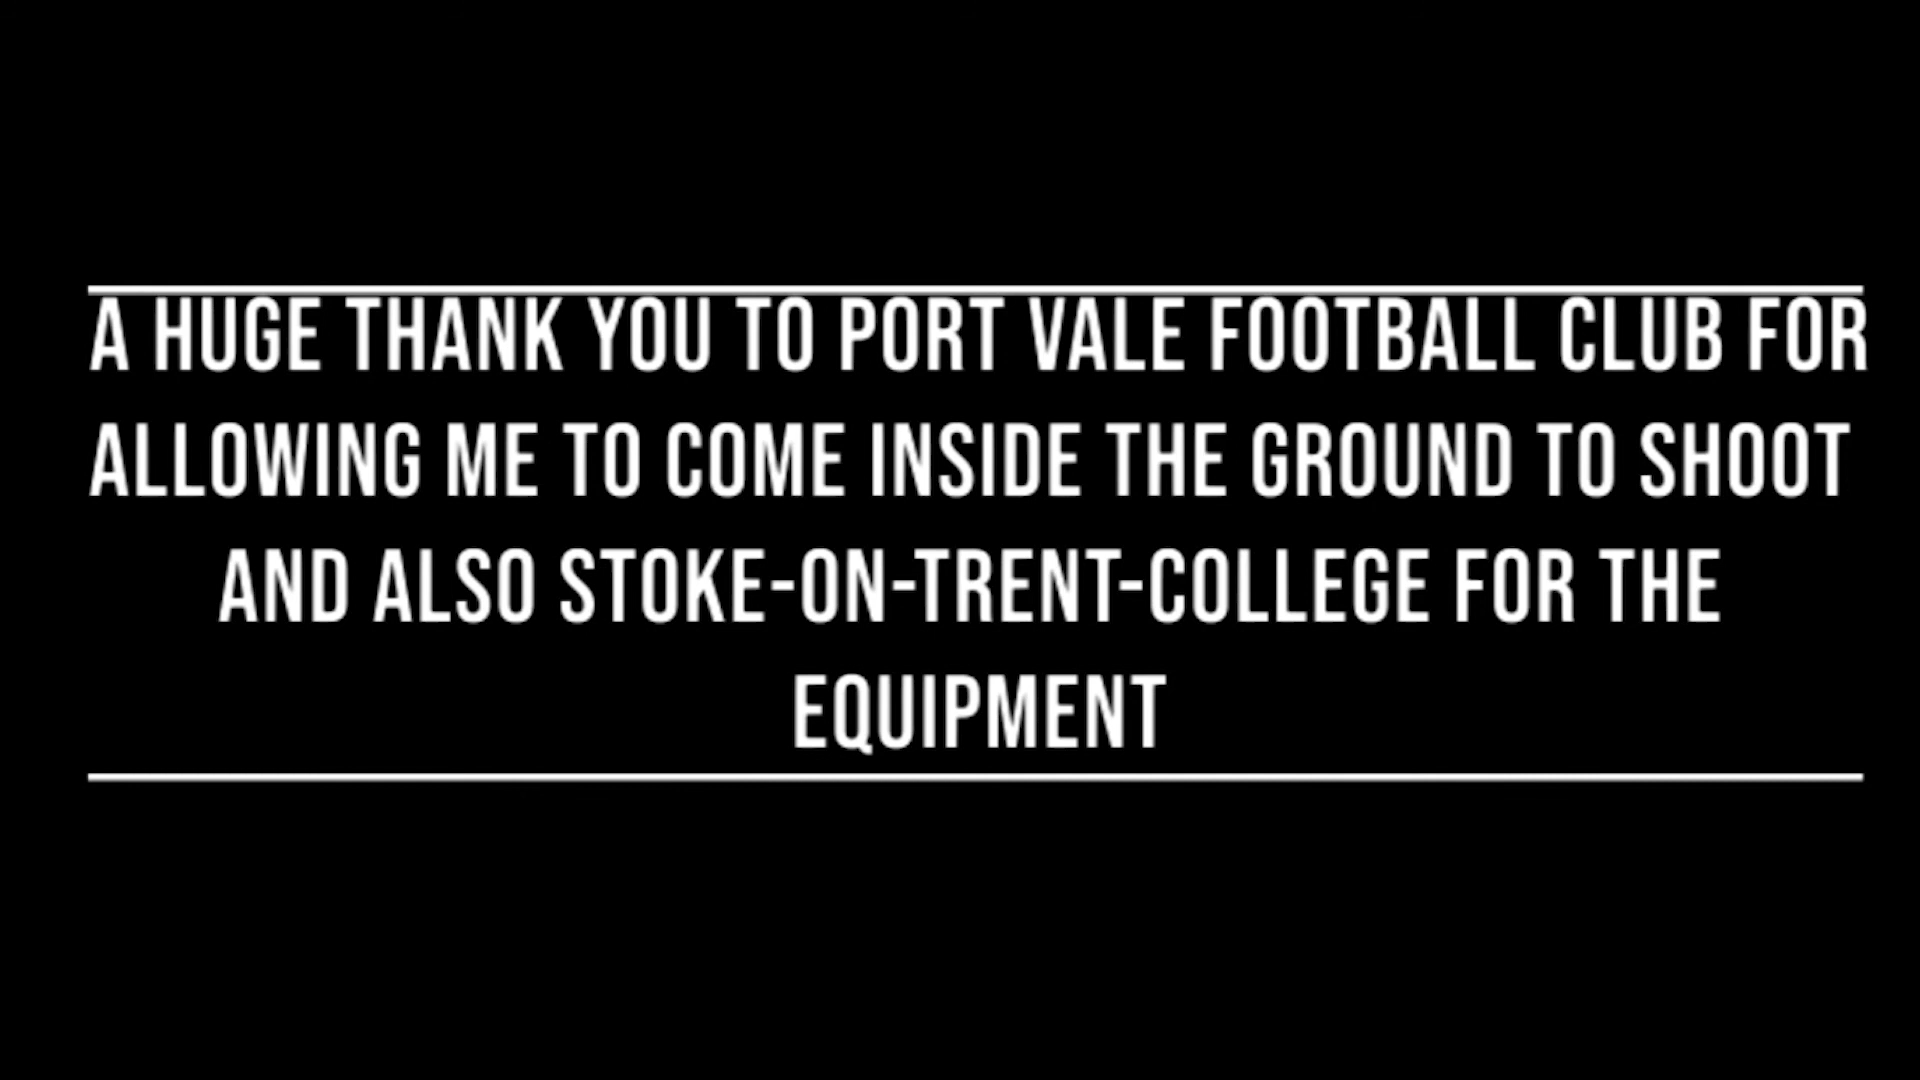 A HUGE THANK YOU TO PORT VALE FOOTBALL CLUB FOR
ALLOWING ME TO COME INSIDE THE GROUND TO SHOOT
AND ALSO STOKE-ON-TRENT-COLLEGE FOR THE
EQUIPMENT